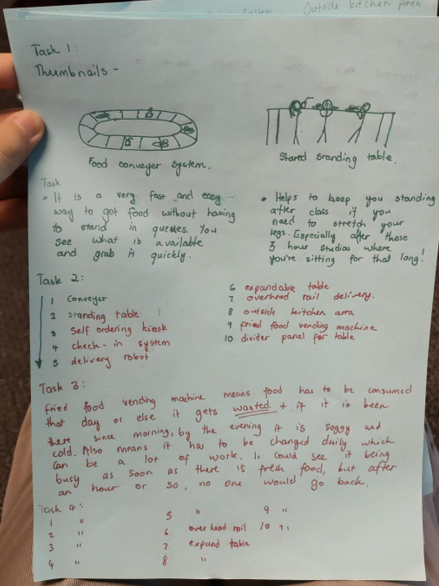 Outside kitchen Area
Task 1:
Thumbnails -
Food conveyer system.
Shared standing table.
Task
• It is a very fast and easy
way to got food without having
to stand in queues. You
see what is available
and grab it quickly.
• Helps to keep you standing
after class if you
need to stretch your
legs. Especially after those
3 hour studios where
you're sitting for that long!
Task 2:
1 Conveyer
2 standing table
3 self ordering kiosk
4 check-in system
5 delivery robot
6 expandable table
7 overhead rail delivery.
8 outside kitchen area
9 fried food vending machine
10 divider panel for table
Task 3:
fried food vending machine means food has to be consumed
that day or else it gets wasted + if it is been
there since morning, by the evening it is soggy and
cold. Also means it has to be changed daily which
can be a lot of work. I could see it being
busy as soon as there is fresh food, but after
an hour or so, no one would go back.
Task 4:
1 "
2 "
3 "
4 "
5 "
6 over head rail
7 expand table
8 "
9 "
10 "